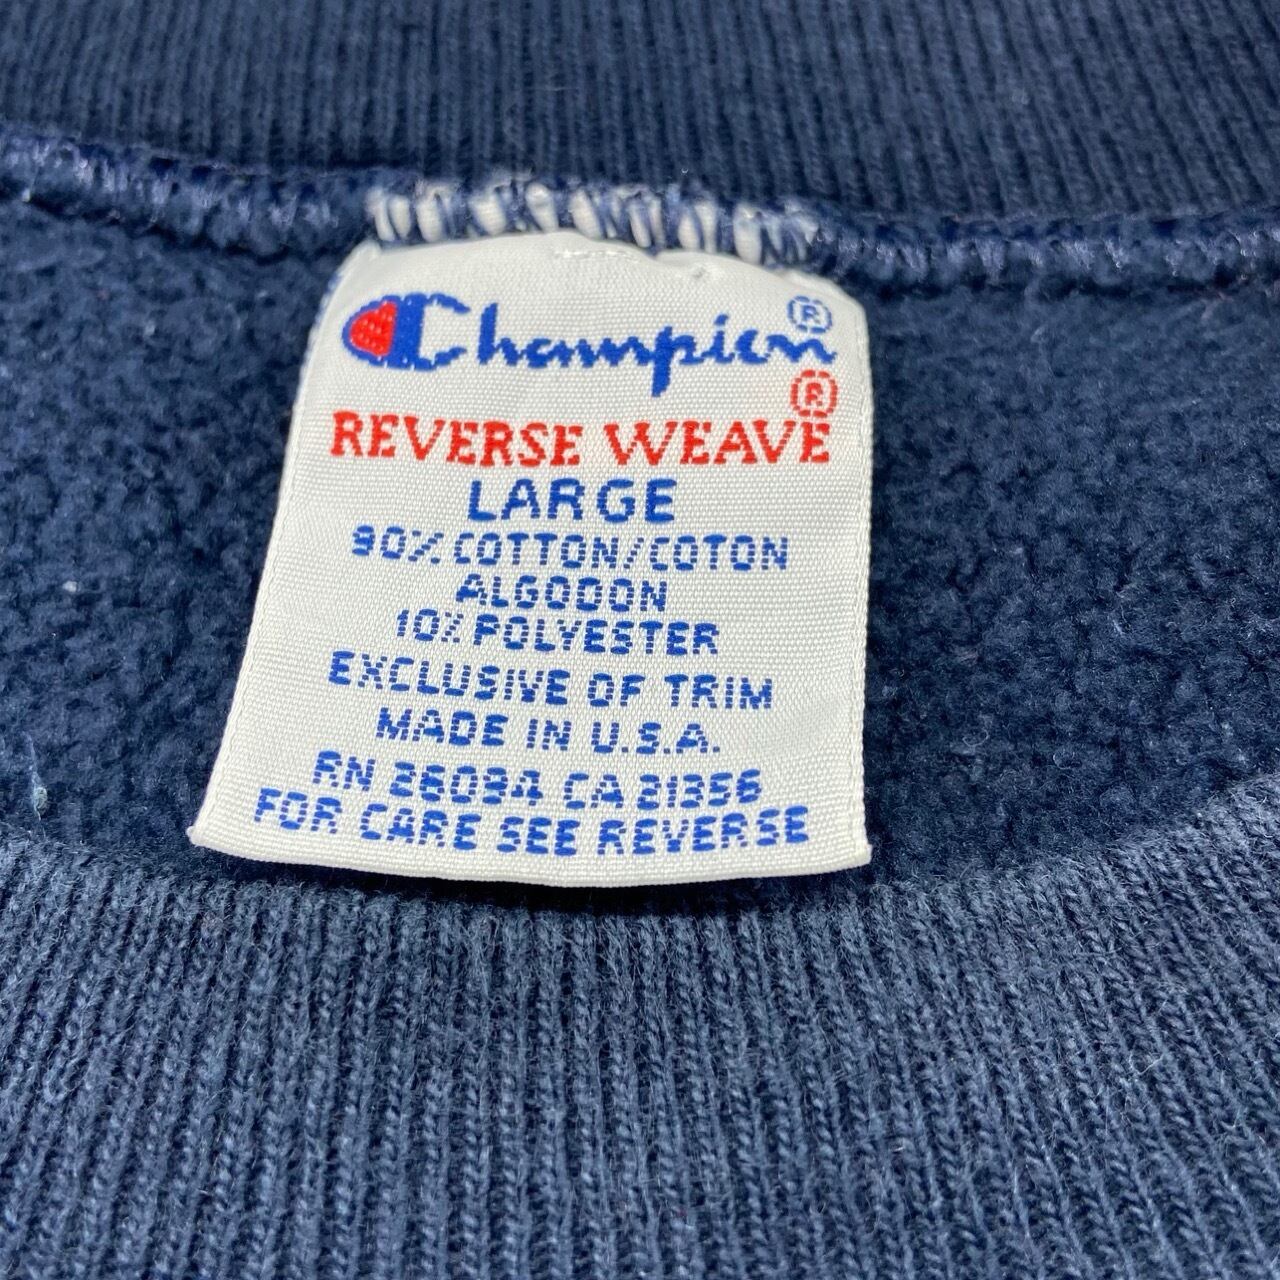 Champion®
REVERSE WEAVE®
LARGE
90% COTTON/COTON
ALGODON
10% POLYESTER
EXCLUSIVE OF TRIM
MADE IN U.S.A.
RN 26094 CA 21356
FOR CARE SEE REVERSE